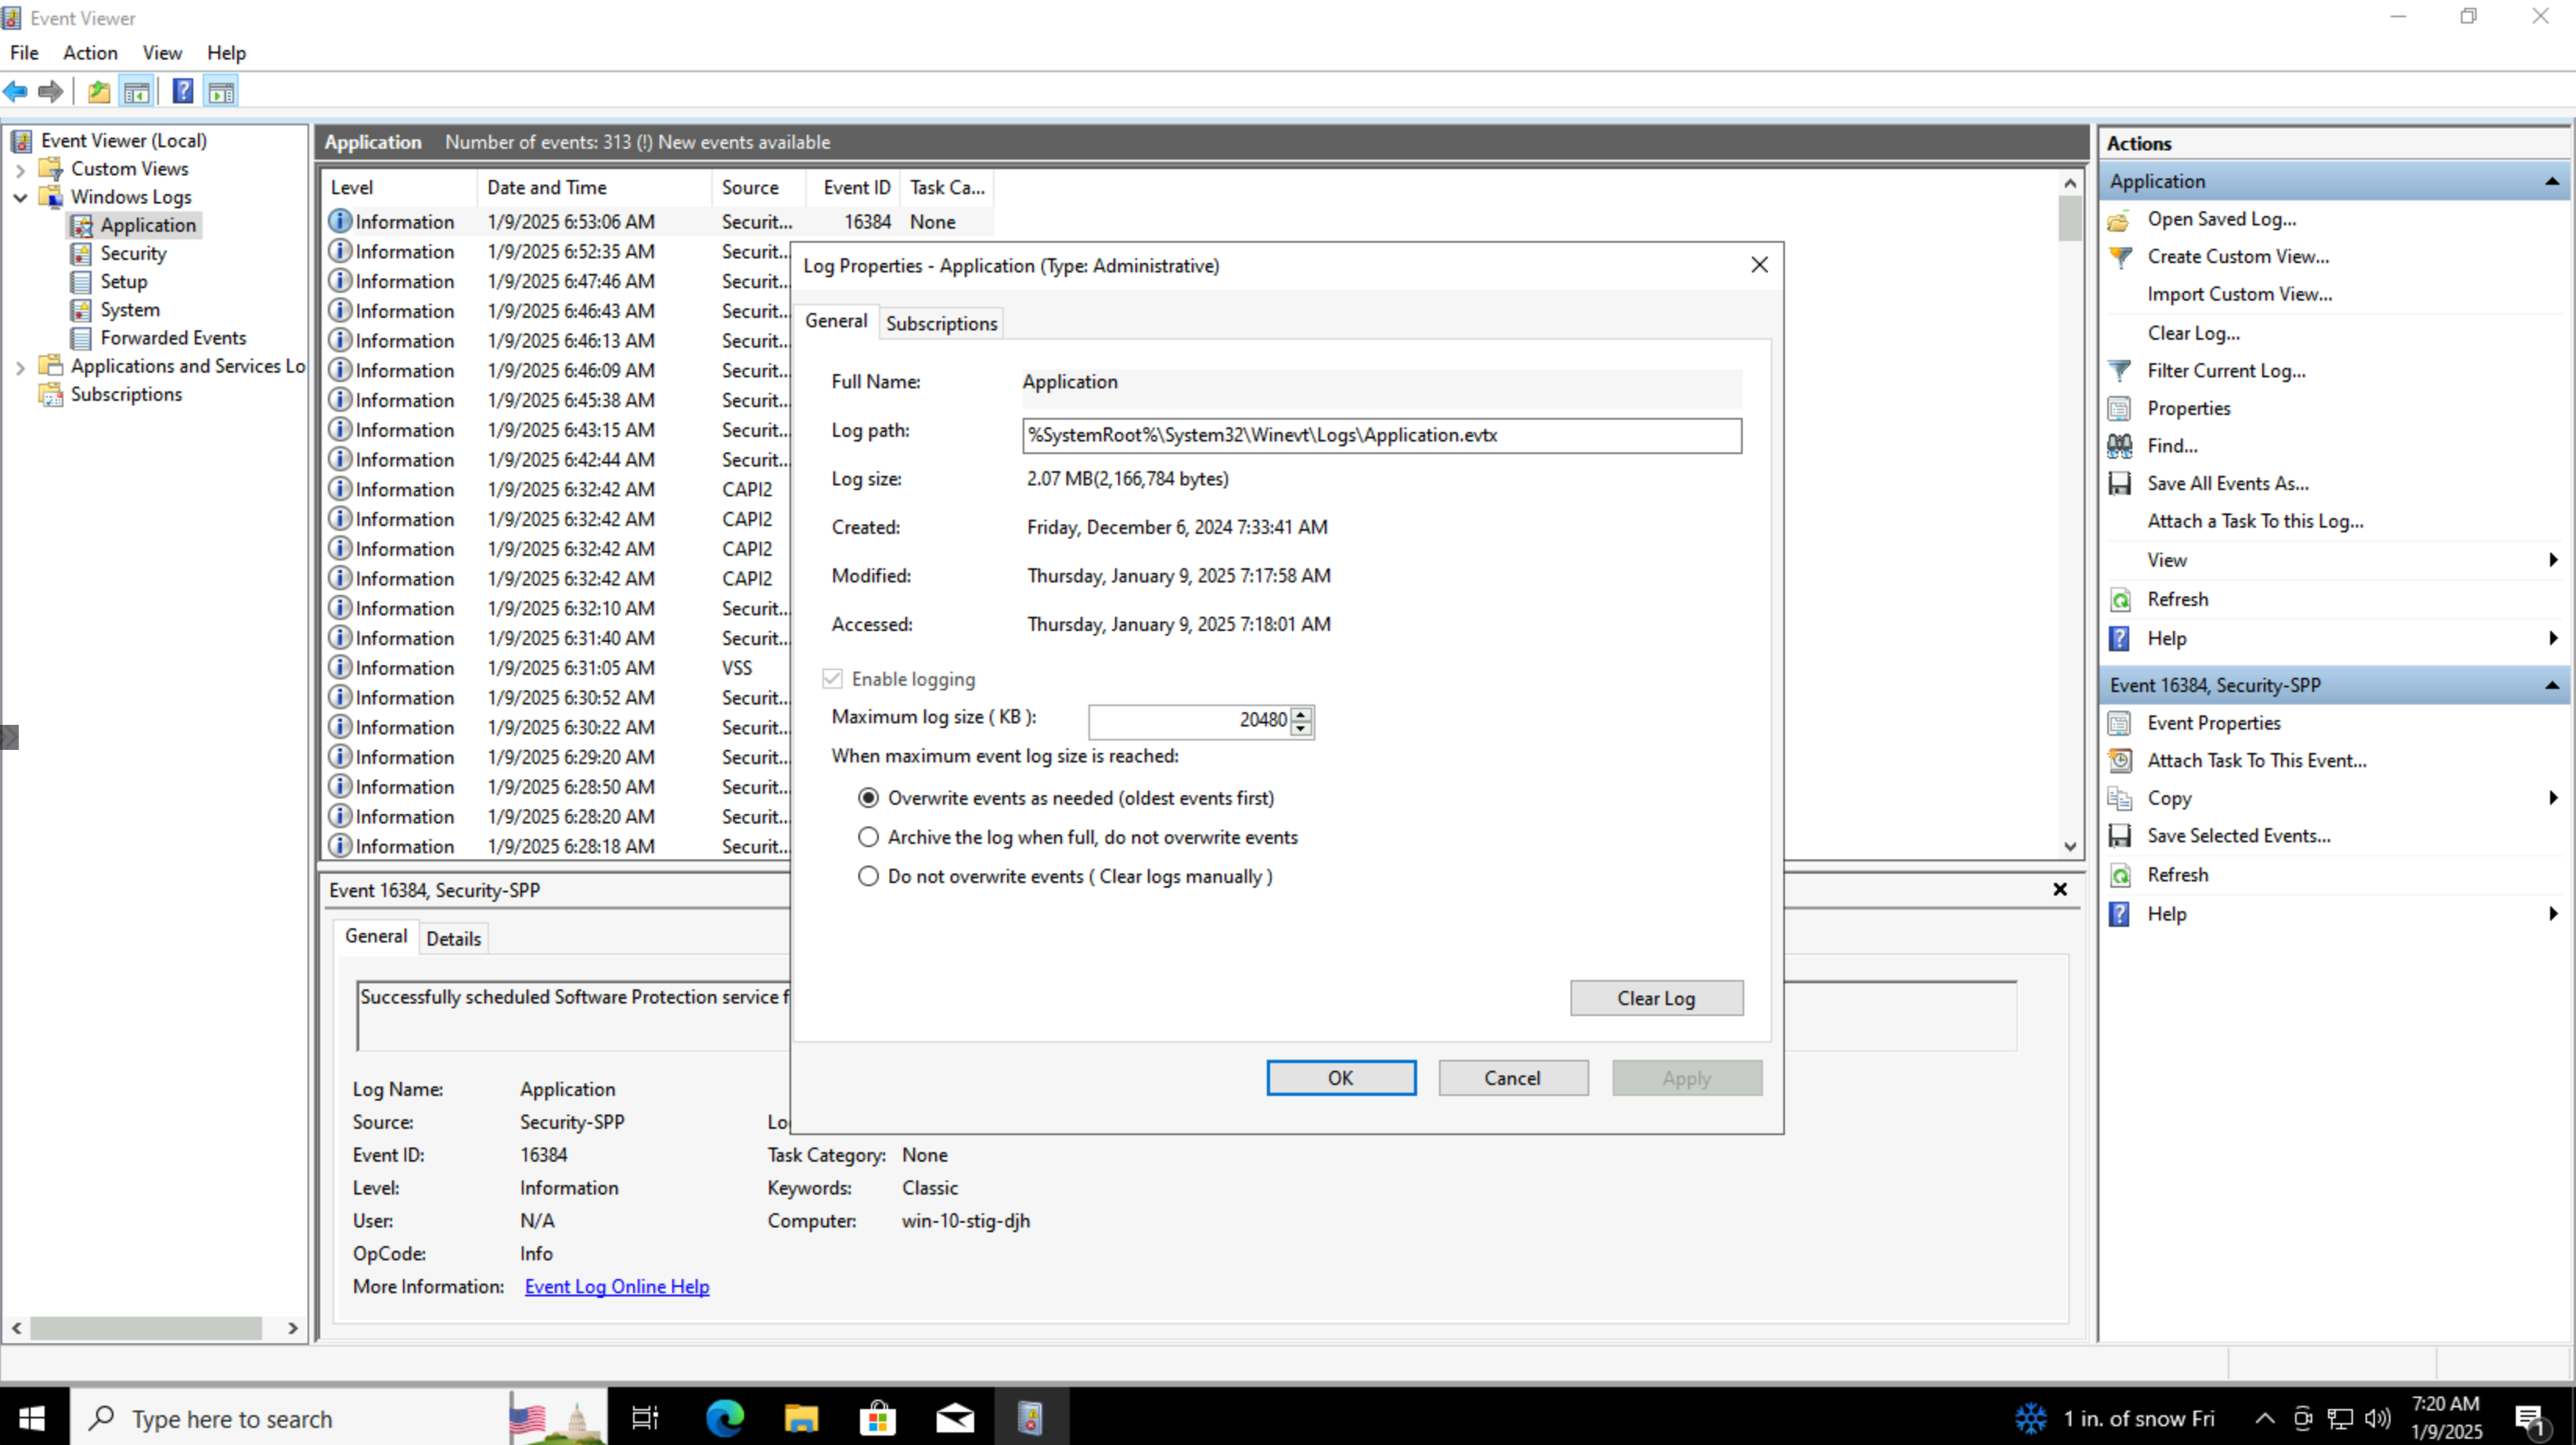 Event Viewer
File Action View Help
Event Viewer (Local)
Custom Views
Windows Logs
Application
Security
Setup
System
Forwarded Events
Applications and Services Lo
Subscriptions
Application Number of events: 313 (!) New events available
Level Date and Time Source Event ID Task Ca...
Information 1/9/2025 6:53:06 AM Securit... 16384 None
Information 1/9/2025 6:52:35 AM Securit...
Information 1/9/2025 6:47:46 AM Securit...
Information 1/9/2025 6:46:43 AM Securit...
Information 1/9/2025 6:46:13 AM Securit...
Information 1/9/2025 6:46:09 AM Securit...
Information 1/9/2025 6:45:38 AM Securit...
Information 1/9/2025 6:43:15 AM Securit...
Information 1/9/2025 6:42:44 AM Securit...
Information 1/9/2025 6:32:42 AM CAPI2
Information 1/9/2025 6:32:42 AM CAPI2
Information 1/9/2025 6:32:42 AM CAPI2
Information 1/9/2025 6:32:42 AM CAPI2
Information 1/9/2025 6:32:10 AM Securit...
Information 1/9/2025 6:31:40 AM Securit...
Information 1/9/2025 6:31:05 AM VSS
Information 1/9/2025 6:30:52 AM Securit...
Information 1/9/2025 6:30:22 AM Securit...
Information 1/9/2025 6:29:20 AM Securit...
Information 1/9/2025 6:28:50 AM Securit...
Information 1/9/2025 6:28:20 AM Securit...
Information 1/9/2025 6:28:18 AM Securit...
Log Properties - Application (Type: Administrative)
General Subscriptions
Full Name: Application
Log path: %SystemRoot%\System32\Winevt\Logs\Application.evtx
Log size: 2.07 MB(2,166,784 bytes)
Created: Friday, December 6, 2024 7:33:41 AM
Modified: Thursday, January 9, 2025 7:17:58 AM
Accessed: Thursday, January 9, 2025 7:18:01 AM
Enable logging
Maximum log size ( KB ): 20480
When maximum event log size is reached:
Overwrite events as needed (oldest events first)
Archive the log when full, do not overwrite events
Do not overwrite events ( Clear logs manually )
Clear Log
OK Cancel Apply
Event 16384, Security-SPP
General Details
Successfully scheduled Software Protection service f
Log Name: Application
Source: Security-SPP Lo
Event ID: 16384 Task Category: None
Level: Information Keywords: Classic
User: N/A Computer: win-10-stig-djh
OpCode: Info
More Information: Event Log Online Help
Actions
Application
Open Saved Log...
Create Custom View...
Import Custom View...
Clear Log...
Filter Current Log...
Properties
Find...
Save All Events As...
Attach a Task To this Log...
View
Refresh
Help
Event 16384, Security-SPP
Event Properties
Attach Task To This Event...
Copy
Save Selected Events...
Refresh
Help
Type here to search
1 in. of snow Fri
7:20 AM
1/9/2025
1